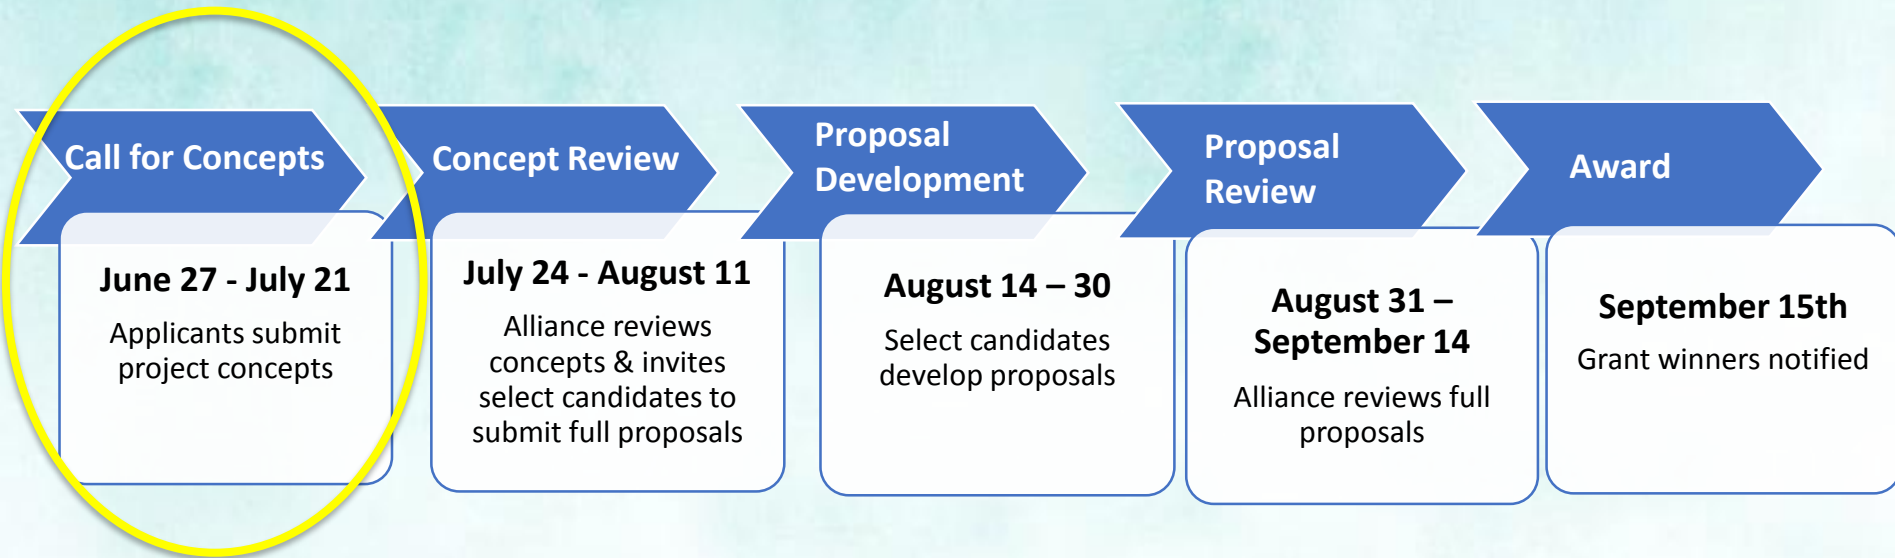 Call for Concepts
June 27 - July 21
Applicants submit
project concepts
Concept Review
July 24 - August 11
Alliance reviews
concepts & invites
select candidates to
submit full proposals
Proposal
Development
August 14 – 30
Select candidates
develop proposals
Proposal
Review
August 31 –
September 14
Alliance reviews full
proposals
Award
September 15th
Grant winners notified